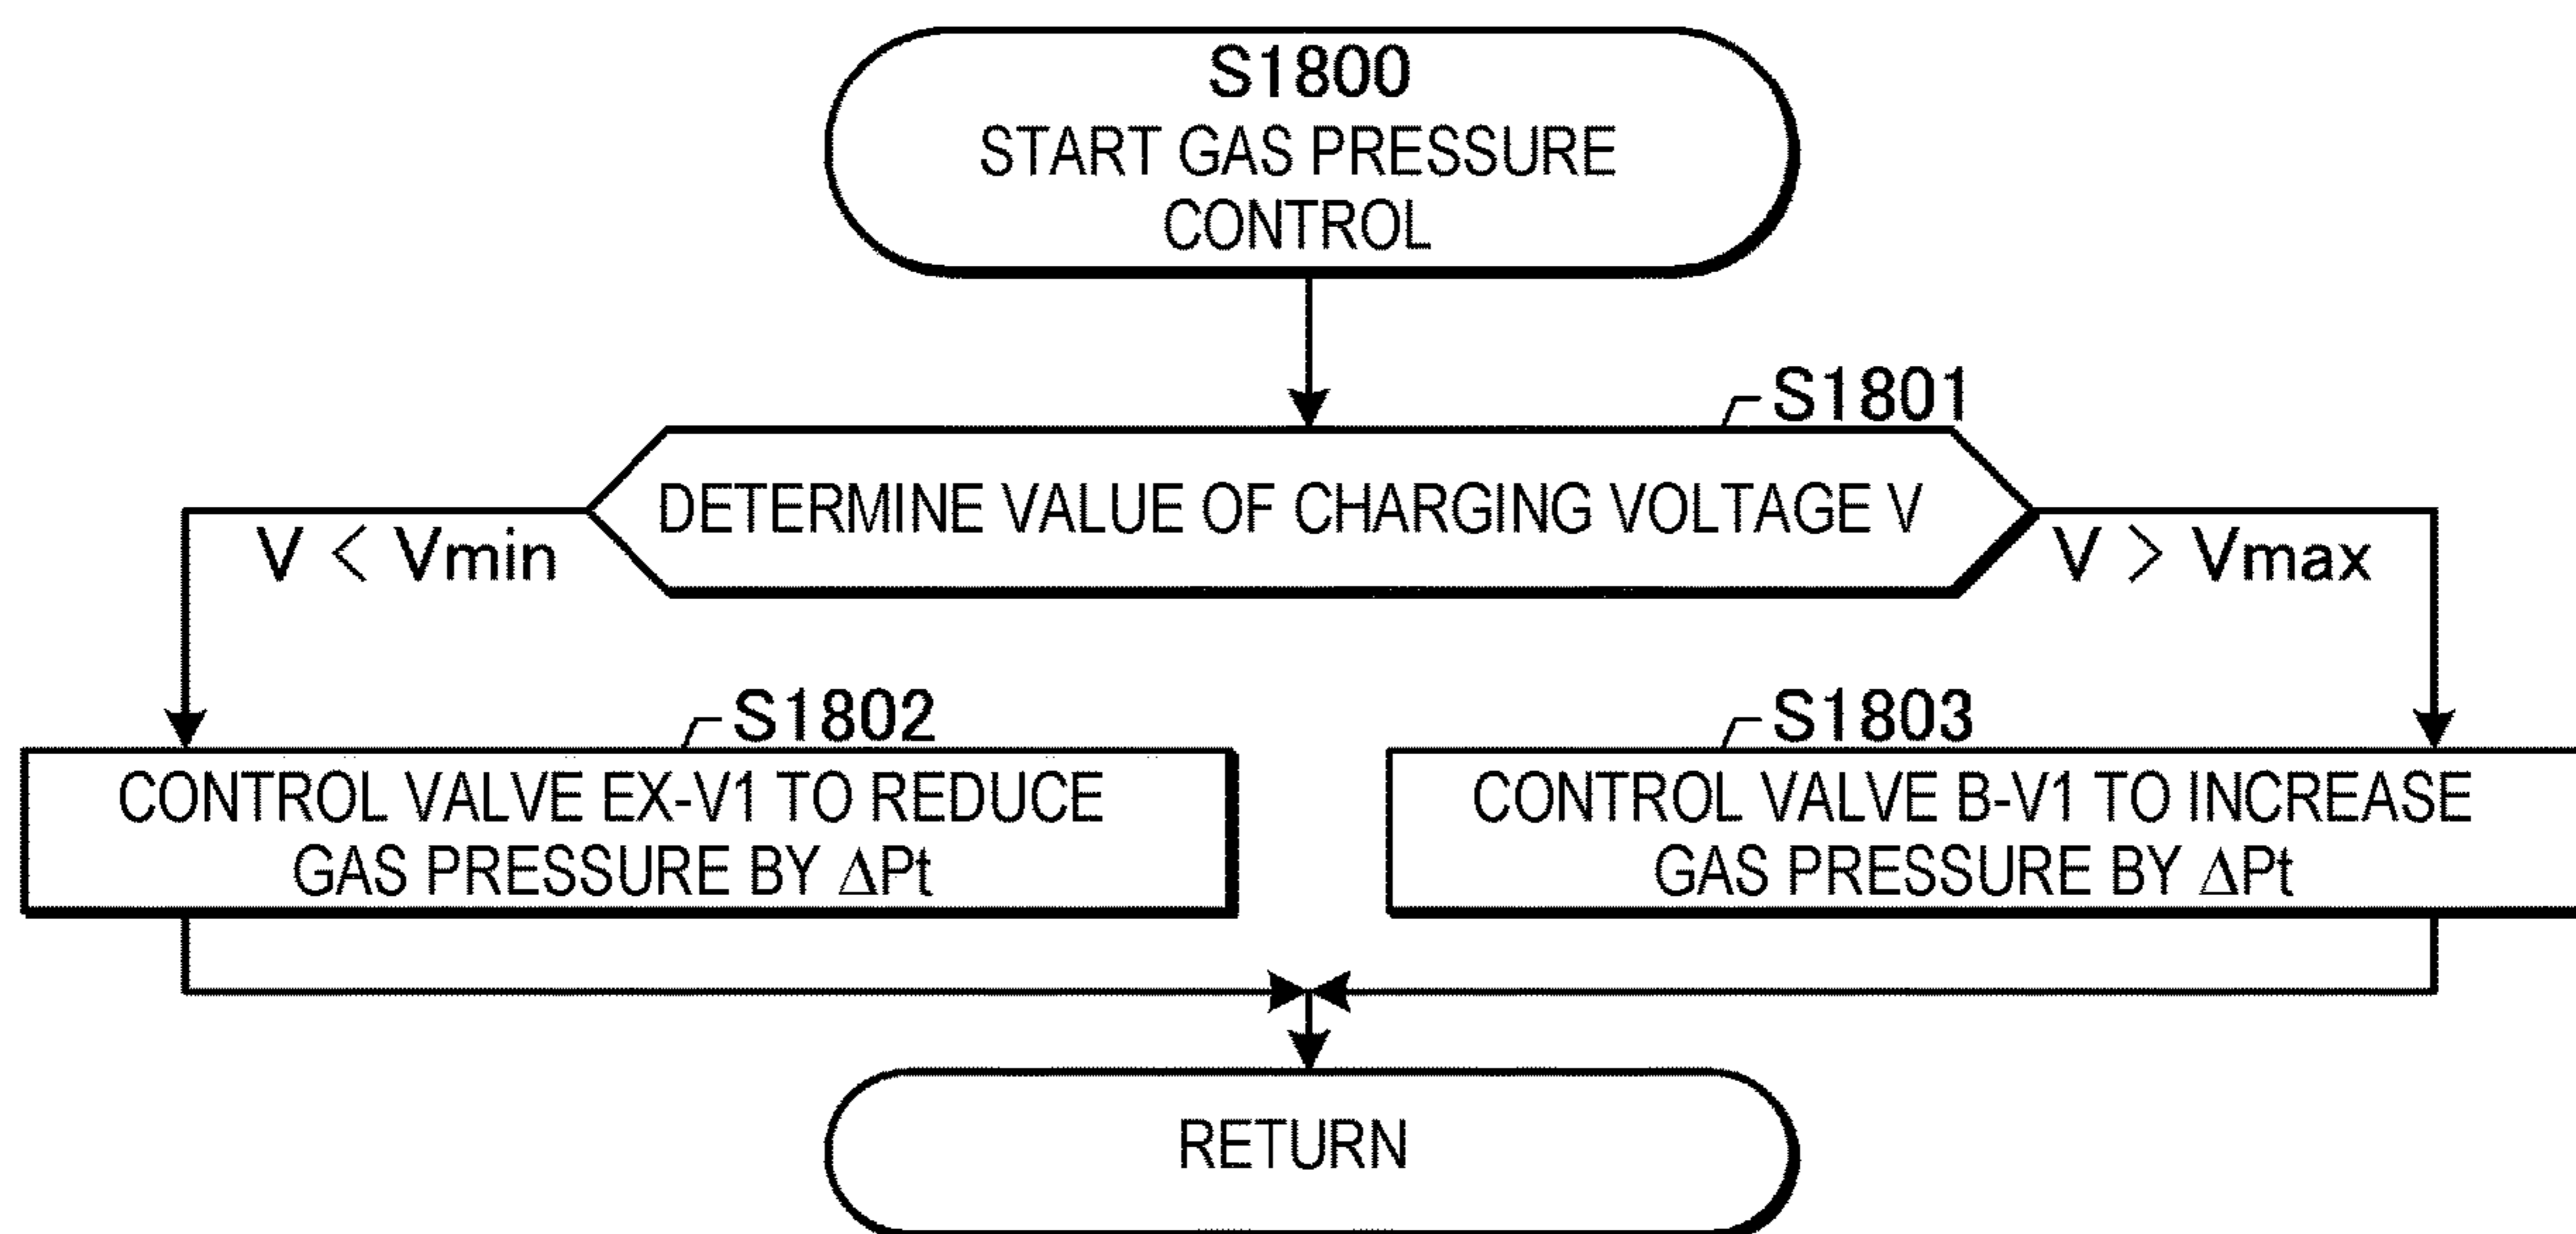 S1800
START GAS PRESSURE
CONTROL
S1801
DETERMINE VALUE OF CHARGING VOLTAGE V
V < Vmin
V > Vmax
S1802
CONTROL VALVE EX-V1 TO REDUCE
GAS PRESSURE BY ΔPt
S1803
CONTROL VALVE B-V1 TO INCREASE
GAS PRESSURE BY ΔPt
RETURN